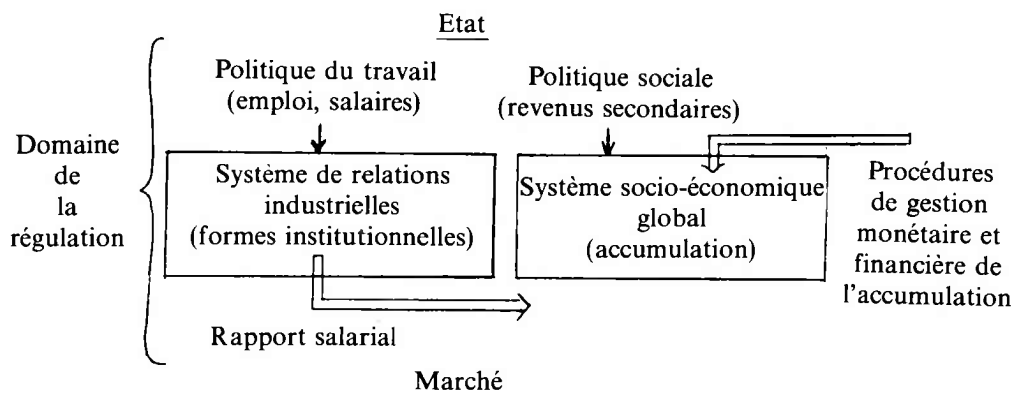 Etat
Politique du travail
(emploi, salaires)
Politique sociale
(revenus secondaires)
Domaine
de
la
régulation
Système de relations
industrielles
(formes institutionnelles)
Système socio-économique
global
(accumulation)
Procédures
de gestion
monétaire et
financière de
l'accumulation
Rapport salarial
Marché